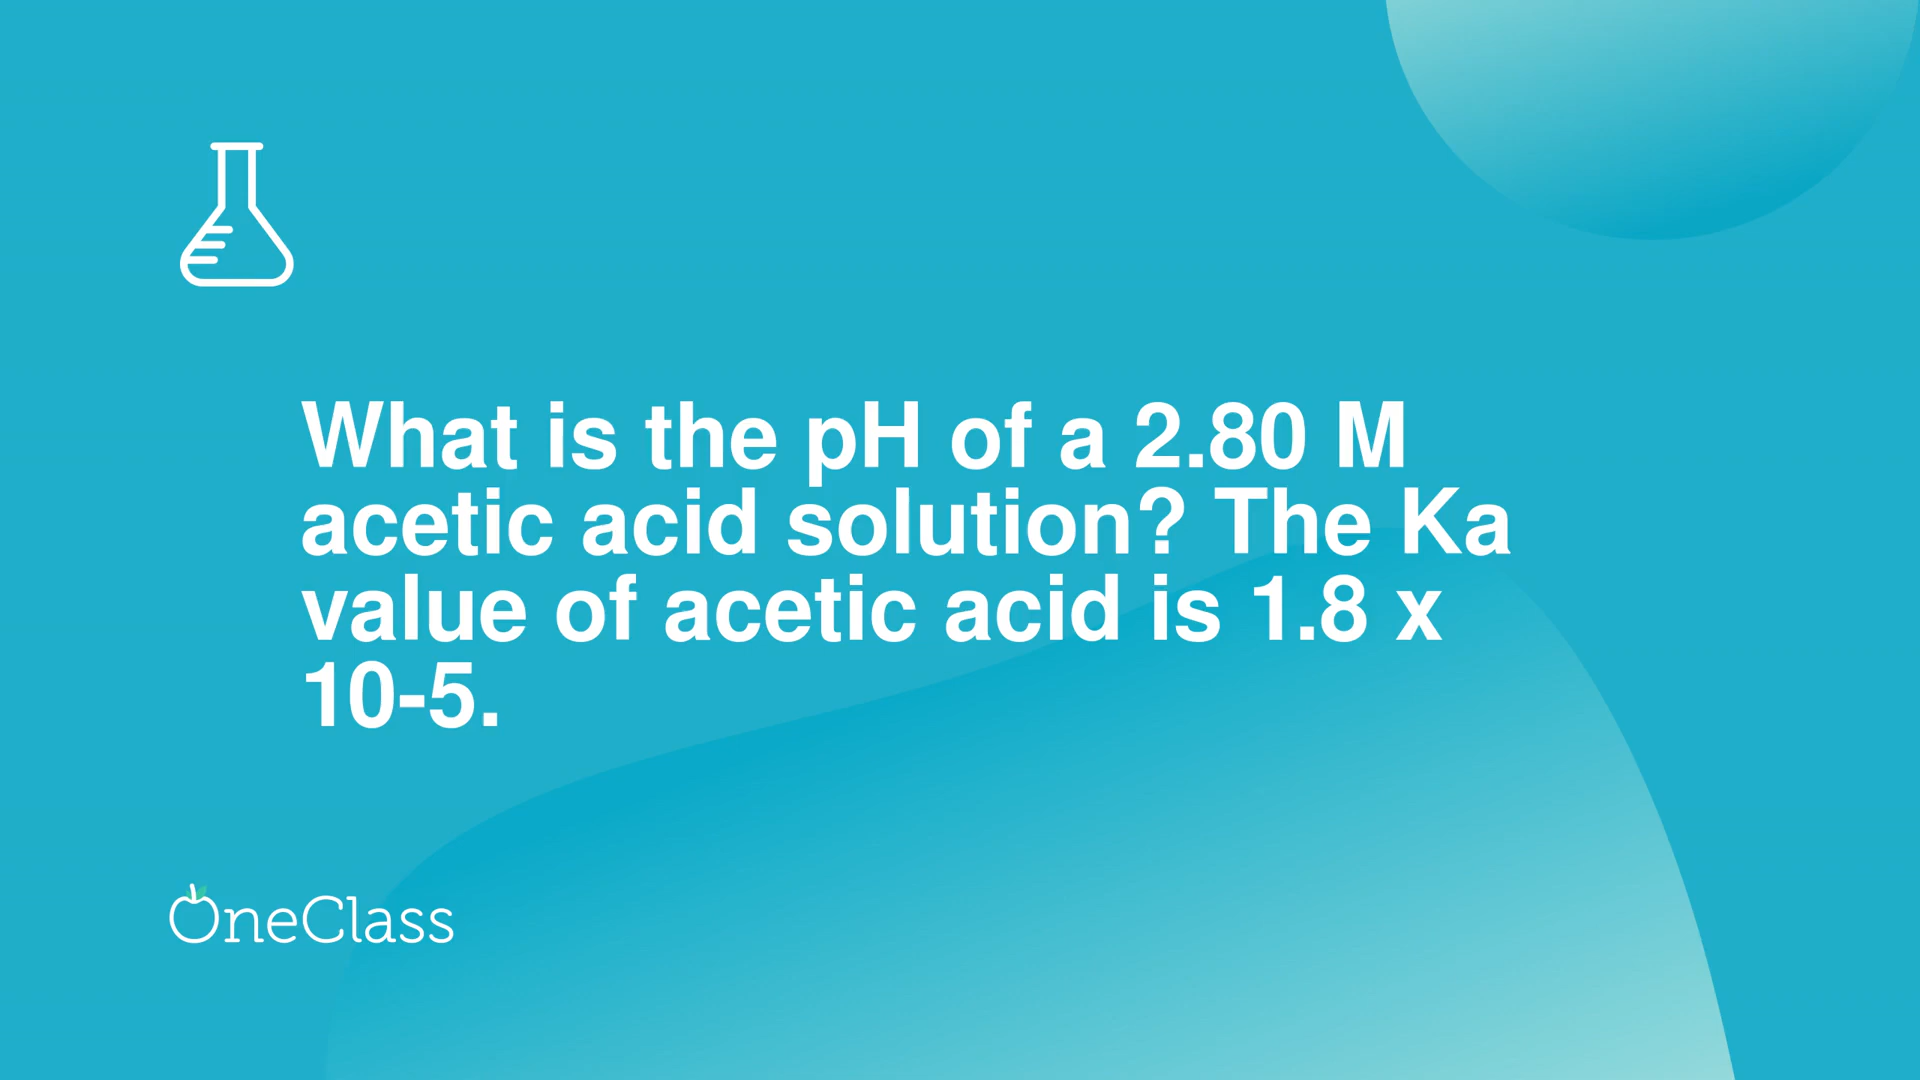 What is the pH of a 2.80 M
acetic acid solution? The Ka
value of acetic acid is 1.8 x
10-5.
OneClass